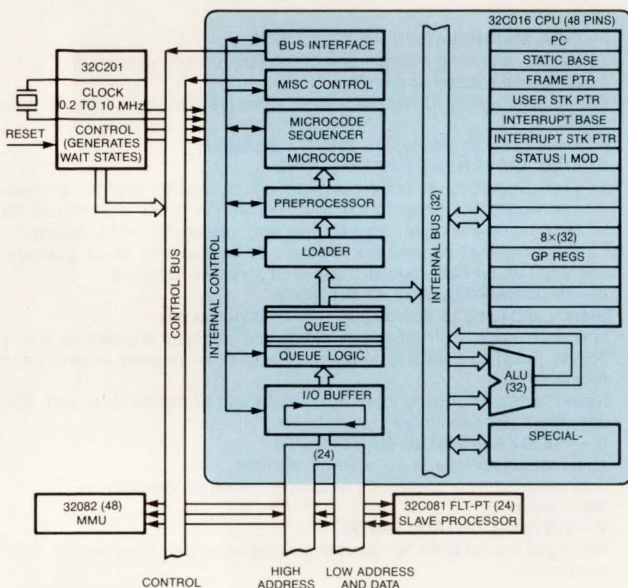 32C016 CPU (48 PINS)
32C201
CLOCK
0.2 TO 10 MHz
CONTROL
(GENERATES
WAIT STATES)
RESET
BUS INTERFACE
MISC CONTROL
MICROCODE
SEQUENCER
MICROCODE
PREPROCESSOR
LOADER
QUEUE
QUEUE LOGIC
I/O BUFFER
(24)
CONTROL BUS
INTERNAL CONTROL
INTERNAL BUS (32)
PC
STATIC BASE
FRAME PTR
USER STK PTR
INTERRUPT BASE
INTERRUPT STK PTR
STATUS | MOD
8×(32)
GP REGS
ALU
(32)
SPECIAL-
32082 (48)
MMU
32C081 FLT-PT (24)
SLAVE PROCESSOR
CONTROL
HIGH
ADDRESS
LOW ADDRESS
AND DATA